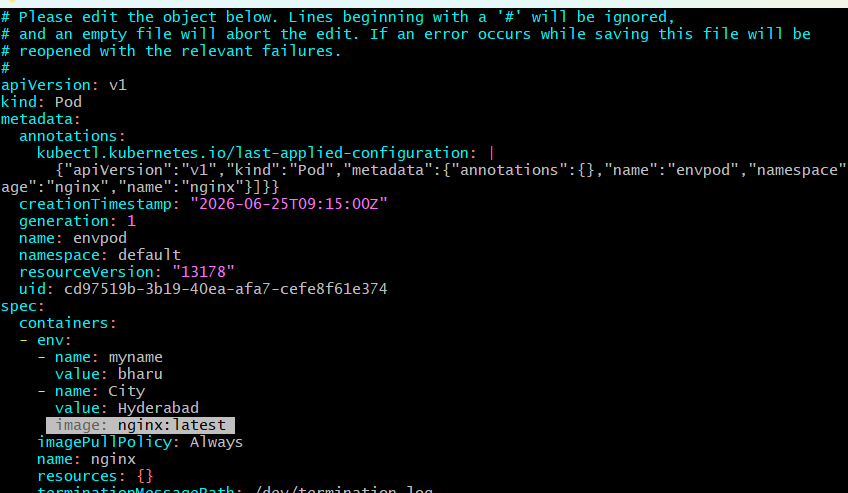 # Please edit the object below. Lines beginning with a '#' will be ignored,
# and an empty file will abort the edit. If an error occurs while saving this file will be
# reopened with the relevant failures.
#
apiVersion: v1
kind: Pod
metadata:
  annotations:
    kubectl.kubernetes.io/last-applied-configuration: |
      {"apiVersion":"v1","kind":"Pod","metadata":{"annotations":{},"name":"envpod","namespace"
age":"nginx","name":"nginx"}]}}
  creationTimestamp: "2026-06-25T09:15:00Z"
  generation: 1
  name: envpod
  namespace: default
  resourceVersion: "13178"
  uid: cd97519b-3b19-40ea-afa7-cefe8f61e374
spec:
  containers:
  - env:
    - name: myname
      value: bharu
    - name: City
      value: Hyderabad
      image: nginx:latest
    imagePullPolicy: Always
    name: nginx
    resources: {}
    terminationMessagePath: /dev/termination-log